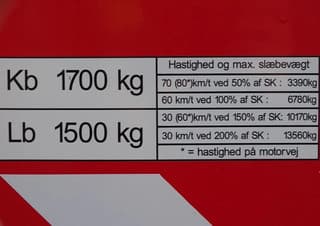 Kb 1700 kg
Lb 1500 kg
Hastighed og max. slæbevægt
70 (80*)km/t ved 50% af SK : 3390kg
60 km/t ved 100% af SK : 6780kg
30 (60*)km/t ved 150% af SK: 10170kg
30 km/t ved 200% af SK : 13560kg
* = hastighed på motorvej